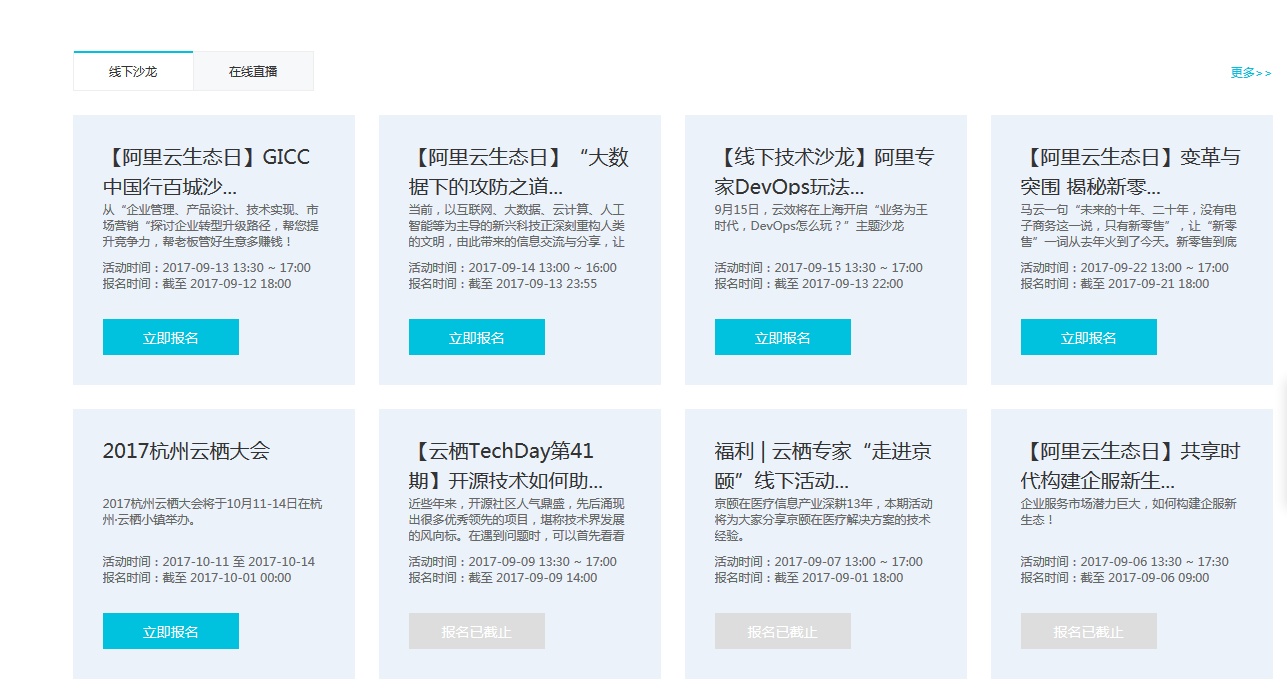 线下沙龙
在线直播
更多>>
【阿里云生态日】GICC
中国行百城沙...
从“企业管理、产品设计、技术实现、市
场营销“探讨企业转型升级路径，帮您提
升竞争力，帮老板管好生意多赚钱！
活动时间：2017-09-13 13:30 ~ 17:00
报名时间：截至 2017-09-12 18:00
立即报名
【阿里云生态日】“大数
据下的攻防之道...
当前，以互联网、大数据、云计算、人工
智能等为主导的新兴科技正深刻重构人类
的文明，由此带来的信息交流与分享，让
活动时间：2017-09-14 13:00 ~ 16:00
报名时间：截至 2017-09-13 23:55
立即报名
【线下技术沙龙】阿里专
家DevOps玩法...
9月15日，云效将在上海开启“业务为王
时代，DevOps怎么玩？”主题沙龙
活动时间：2017-09-15 13:30 ~ 17:00
报名时间：截至 2017-09-13 22:00
立即报名
【阿里云生态日】变革与
突围 揭秘新零...
马云一句“未来的十年、二十年，没有电
子商务这一说，只有新零售”，让“新零
售”一词从去年火到了今天。新零售到底
活动时间：2017-09-22 13:00 ~ 17:00
报名时间：截至 2017-09-21 18:00
立即报名
2017杭州云栖大会
2017杭州云栖大会将于10月11-14日在杭
州·云栖小镇举办。
活动时间：2017-10-11 至 2017-10-14
报名时间：截至 2017-10-01 00:00
立即报名
【云栖TechDay第41
期】开源技术如何助...
近些年来，开源社区人气鼎盛，先后涌现
出很多优秀领先的项目，堪称技术界发展
的风向标。在遇到问题时，可以首先看看
活动时间：2017-09-09 13:30 ~ 17:00
报名时间：截至 2017-09-09 14:00
报名已截止
福利 | 云栖专家“走进京
颐”线下活动...
京颐在医疗信息产业深耕13年，本期活动
将为大家分享京颐在医疗解决方案的技术
经验。
活动时间：2017-09-07 13:00 ~ 17:00
报名时间：截至 2017-09-01 18:00
报名已截止
【阿里云生态日】共享时
代构建企服新生...
企业服务市场潜力巨大，如何构建企服新
生态！
活动时间：2017-09-06 13:30 ~ 17:30
报名时间：截至 2017-09-06 09:00
报名已截止